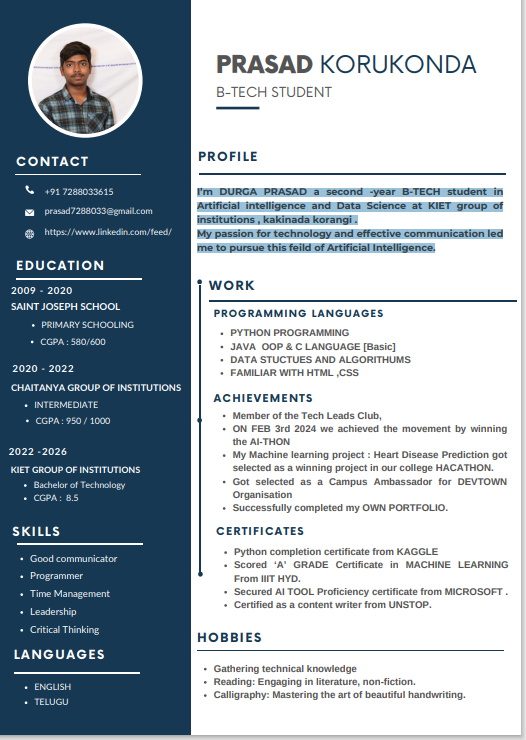 PRASAD KORUKONDA
B-TECH STUDENT
CONTACT
+91 7288033615
prasad7288033@gmail.com
https://www.linkedin.com/feed/
EDUCATION
2009 - 2020
SAINT JOSEPH SCHOOL
• PRIMARY SCHOOLING
• CGPA : 580/600
2020 - 2022
CHAITANYA GROUP OF INSTITUTIONS
• INTERMEDIATE
• CGPA : 950 / 1000
2022 -2026
KIET GROUP OF INSTITUTIONS
• Bachelor of Technology
• CGPA : 8.5
SKILLS
• Good communicator
• Programmer
• Time Management
• Leadership
• Critical Thinking
LANGUAGES
• ENGLISH
• TELUGU
PROFILE
I'm DURGA PRASAD a second -year B-TECH student in
Artificial intelligence and Data Science at KIET group of
institutions , kakinada korangi .
My passion for technology and effective communication led
me to pursue this feild of Artificial Intelligence.
WORK
PROGRAMMING LANGUAGES
• PYTHON PROGRAMMING
• JAVA OOP & C LANGUAGE [Basic]
• DATA STUCTUES AND ALGORITHUMS
• FAMILIAR WITH HTML ,CSS
ACHIEVEMENTS
• Member of the Tech Leads Club,
• ON FEB 3rd 2024 we achieved the movement by winning
the AI-THON
• My Machine learning project : Heart Disease Prediction got
selected as a winning project in our college HACATHON.
• Got selected as a Campus Ambassador for DEVTOWN
Organisation
• Successfully completed my OWN PORTFOLIO.
CERTIFICATES
• Python completion certificate from KAGGLE
• Scored ‘A’ GRADE Certificate in MACHINE LEARNING
From IIIT HYD.
• Secured AI TOOL Proficiency certificate from MICROSOFT .
• Certified as a content writer from UNSTOP.
HOBBIES
• Gathering technical knowledge
• Reading: Engaging in literature, non-fiction.
• Calligraphy: Mastering the art of beautiful handwriting.